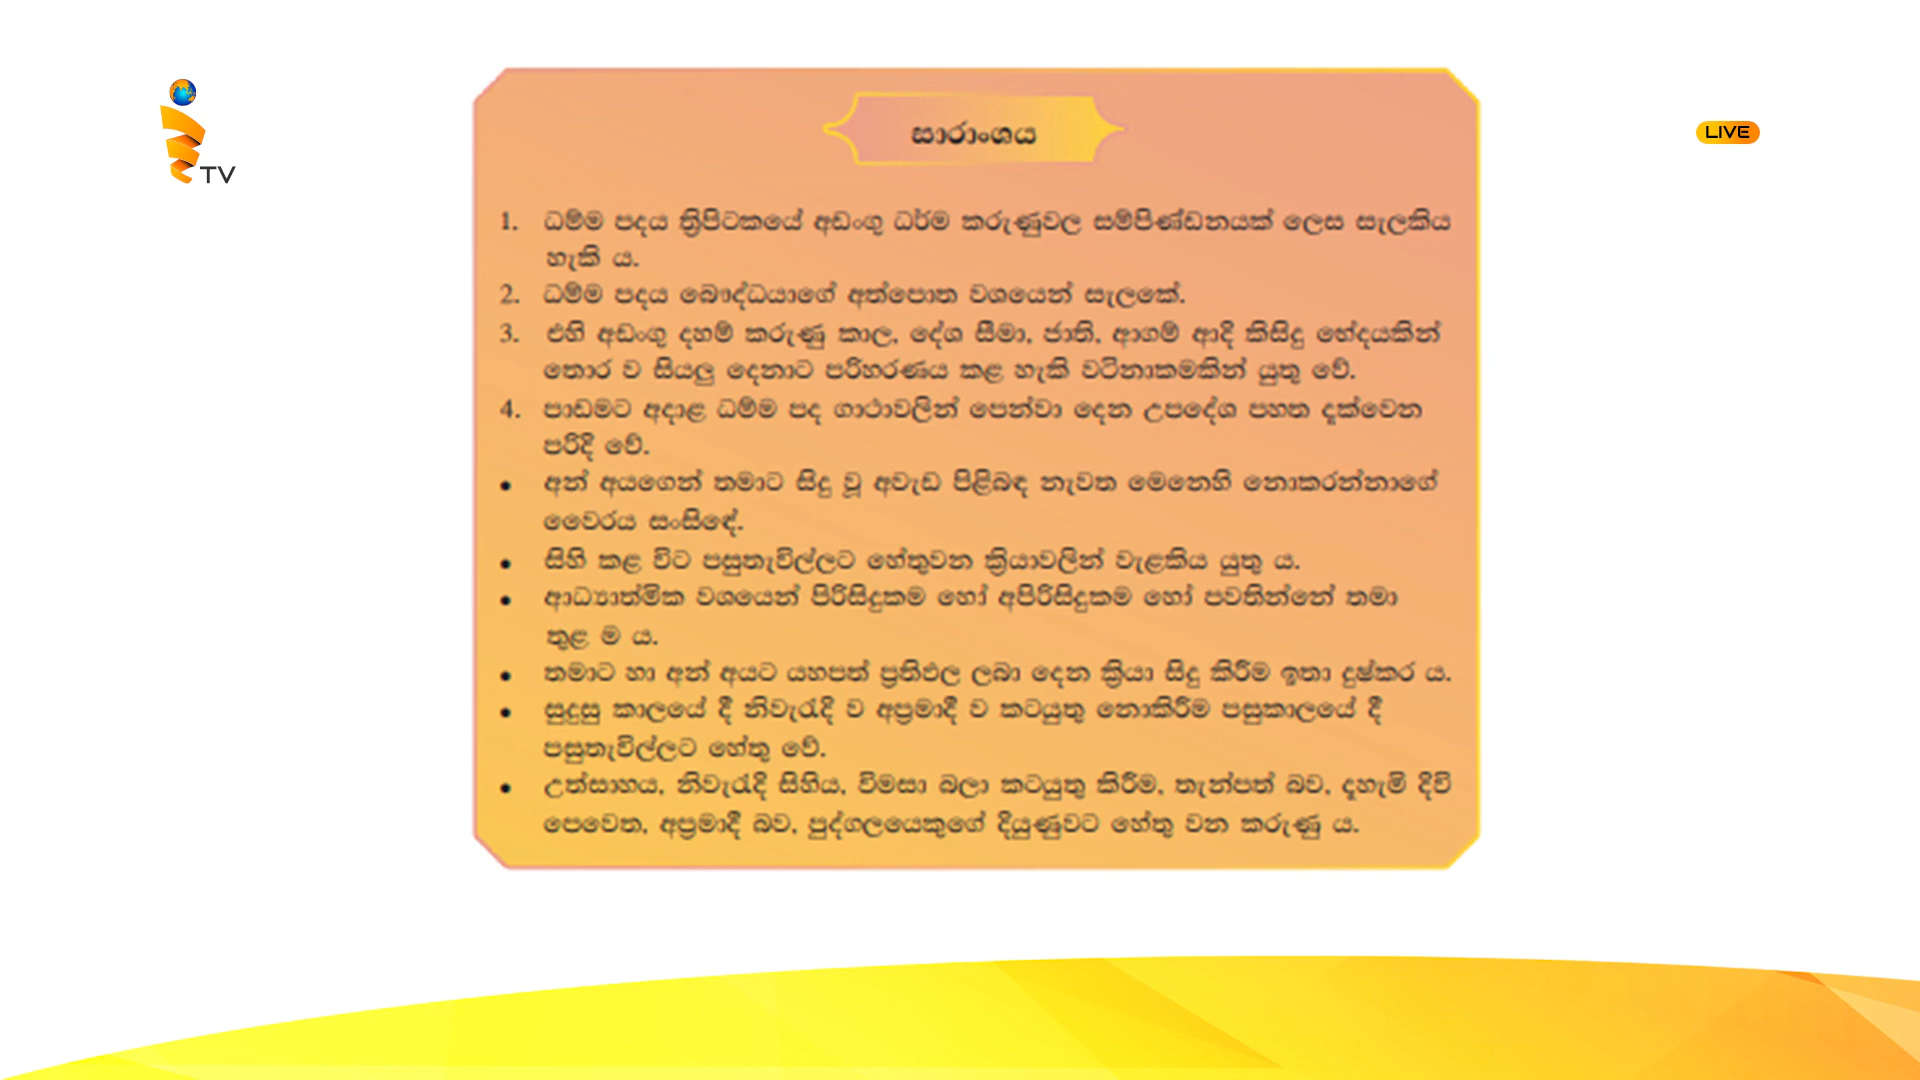 TV
LIVE
සාරාංශය
1. ධම්ම පදය ත්‍රිපිටකයේ අඩංගු ධර්ම කරුණුවල සම්පිණ්ඩනයක් ලෙස සැලකිය
හැකි ය.
2. ධම්ම පදය බෞද්ධයාගේ අත්පොත වශයෙන් සැලකේ.
3. එහි අඩංගු දහම් කරුණු කාල, දේශ සීමා, ජාති, ආගම් ආදි කිසිදු භේදයකින්
තොර ව සියලු දෙනාට පරිහරණය කළ හැකි වටිනාකමකින් යුතු වේ.
4. පාඩමට අදාළ ධම්ම පද ගාථාවලින් පෙන්වා දෙන උපදේශ පහත දැක්වෙන
පරිදි වේ.
• අන් අයගෙන් තමාට සිදු වූ අවැඩ පිළිබඳ නැවත මෙනෙහි නොකරන්නාගේ
වෛරය සංසිඳේ.
• සිහි කළ විට පසුතැවිල්ලට හේතුවන ක්‍රියාවලින් වැළකිය යුතු ය.
• ආධ්‍යාත්මික වශයෙන් පිරිසිදුකම හෝ අපිරිසිදුකම හෝ පවතින්නේ තමා
තුළ ම ය.
• තමාට හා අන් අයට යහපත් ප්‍රතිඵල ලබා දෙන ක්‍රියා සිදු කිරීම ඉතා දුෂ්කර ය.
• සුදුසු කාලයේ දී නිවැරැදි ව අප්‍රමාදී ව කටයුතු නොකිරීම පසුකාලයේ දී
පසුතැවිල්ලට හේතු වේ.
• උත්සාහය, නිවැරැදි සිහිය, විමසා බලා කටයුතු කිරීම, තැන්පත් බව, දැහැමි දිවි
පෙවෙත, අප්‍රමාදී බව, පුද්ගලයෙකුගේ දියුණුවට හේතු වන කරුණු ය.